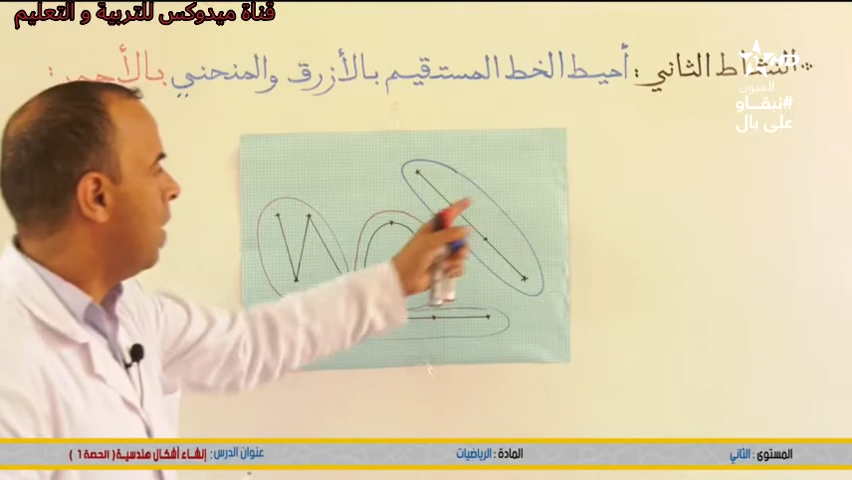 قناة ميدوكس للتربية و التعليم
النشاط الثاني : أحيط الخط المستقيم بالأزرق والمنحني بالأحمر :
العيون
#نبقاو
على بال
المستوى : الثاني
المادة : الرياضيات
عنوان الدرس : إنشاء أشكال هندسية ( الحصة 1 )